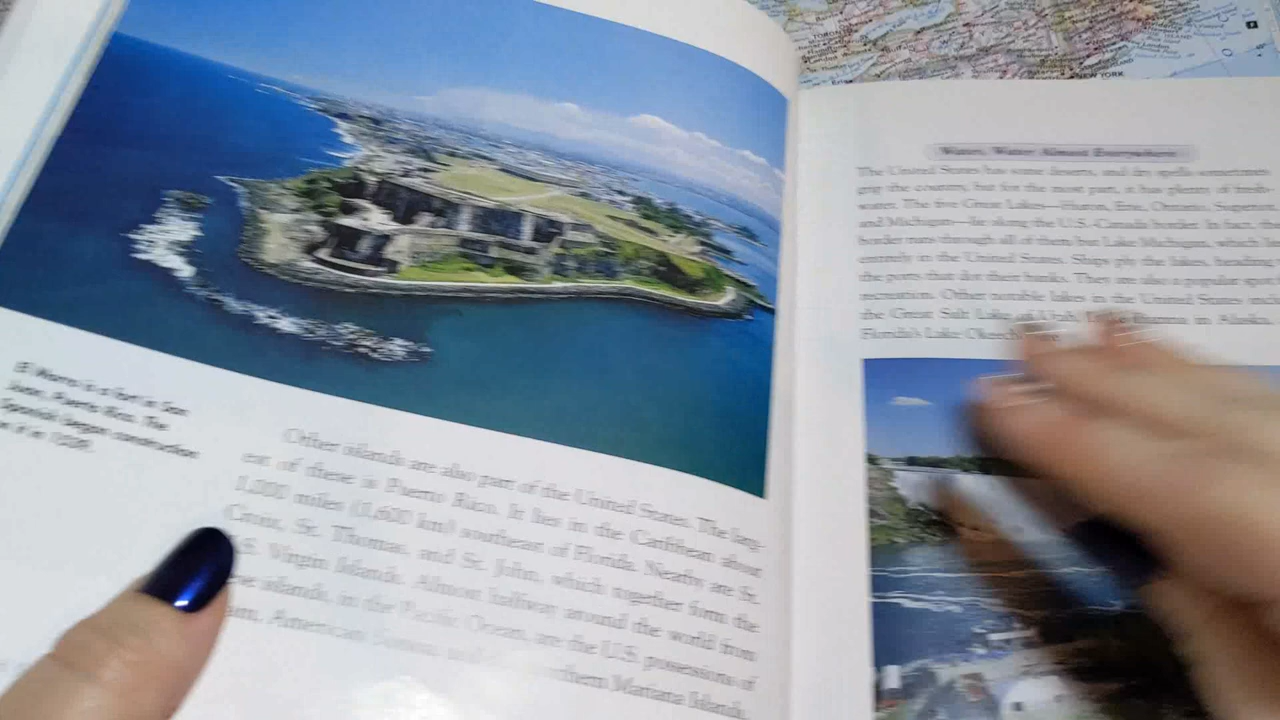 TORONTO
NEW YORK
El Morro is a fort in San
Juan, Puerto Rico. The
Spanish began construction
it in 1539.
Other islands are also part of the United States. The larg-
est of these is Puerto Rico. It lies in the Caribbean about
1,000 miles (1,600 km) southeast of Florida. Nearby are St.
Croix, St. Thomas, and St. John, which together form the
Virgin Islands. Almost halfway around the world from
islands, in the Pacific Ocean, are the U.S. possessions of
American Samoa and thern Mariana Islands.
Water, Water Almost Everywhere
The United States has some deserts, and dry spells sometimes
grip the country, but for the most part, it has plenty of
water. The five Great Lakes—Huron, Erie, Ontario, Superior,
and Michigan—lie along the U.S.-Canada border. In fact, the
border runs through all of them but Lake Michigan, which is
entirely in the United States. Ships ply the lakes, heading
the ports that dot the banks. They are also a popular
recreation. Other notable lakes in the United States
the Great Salt Lake of in Alaska,
Florida's Lake